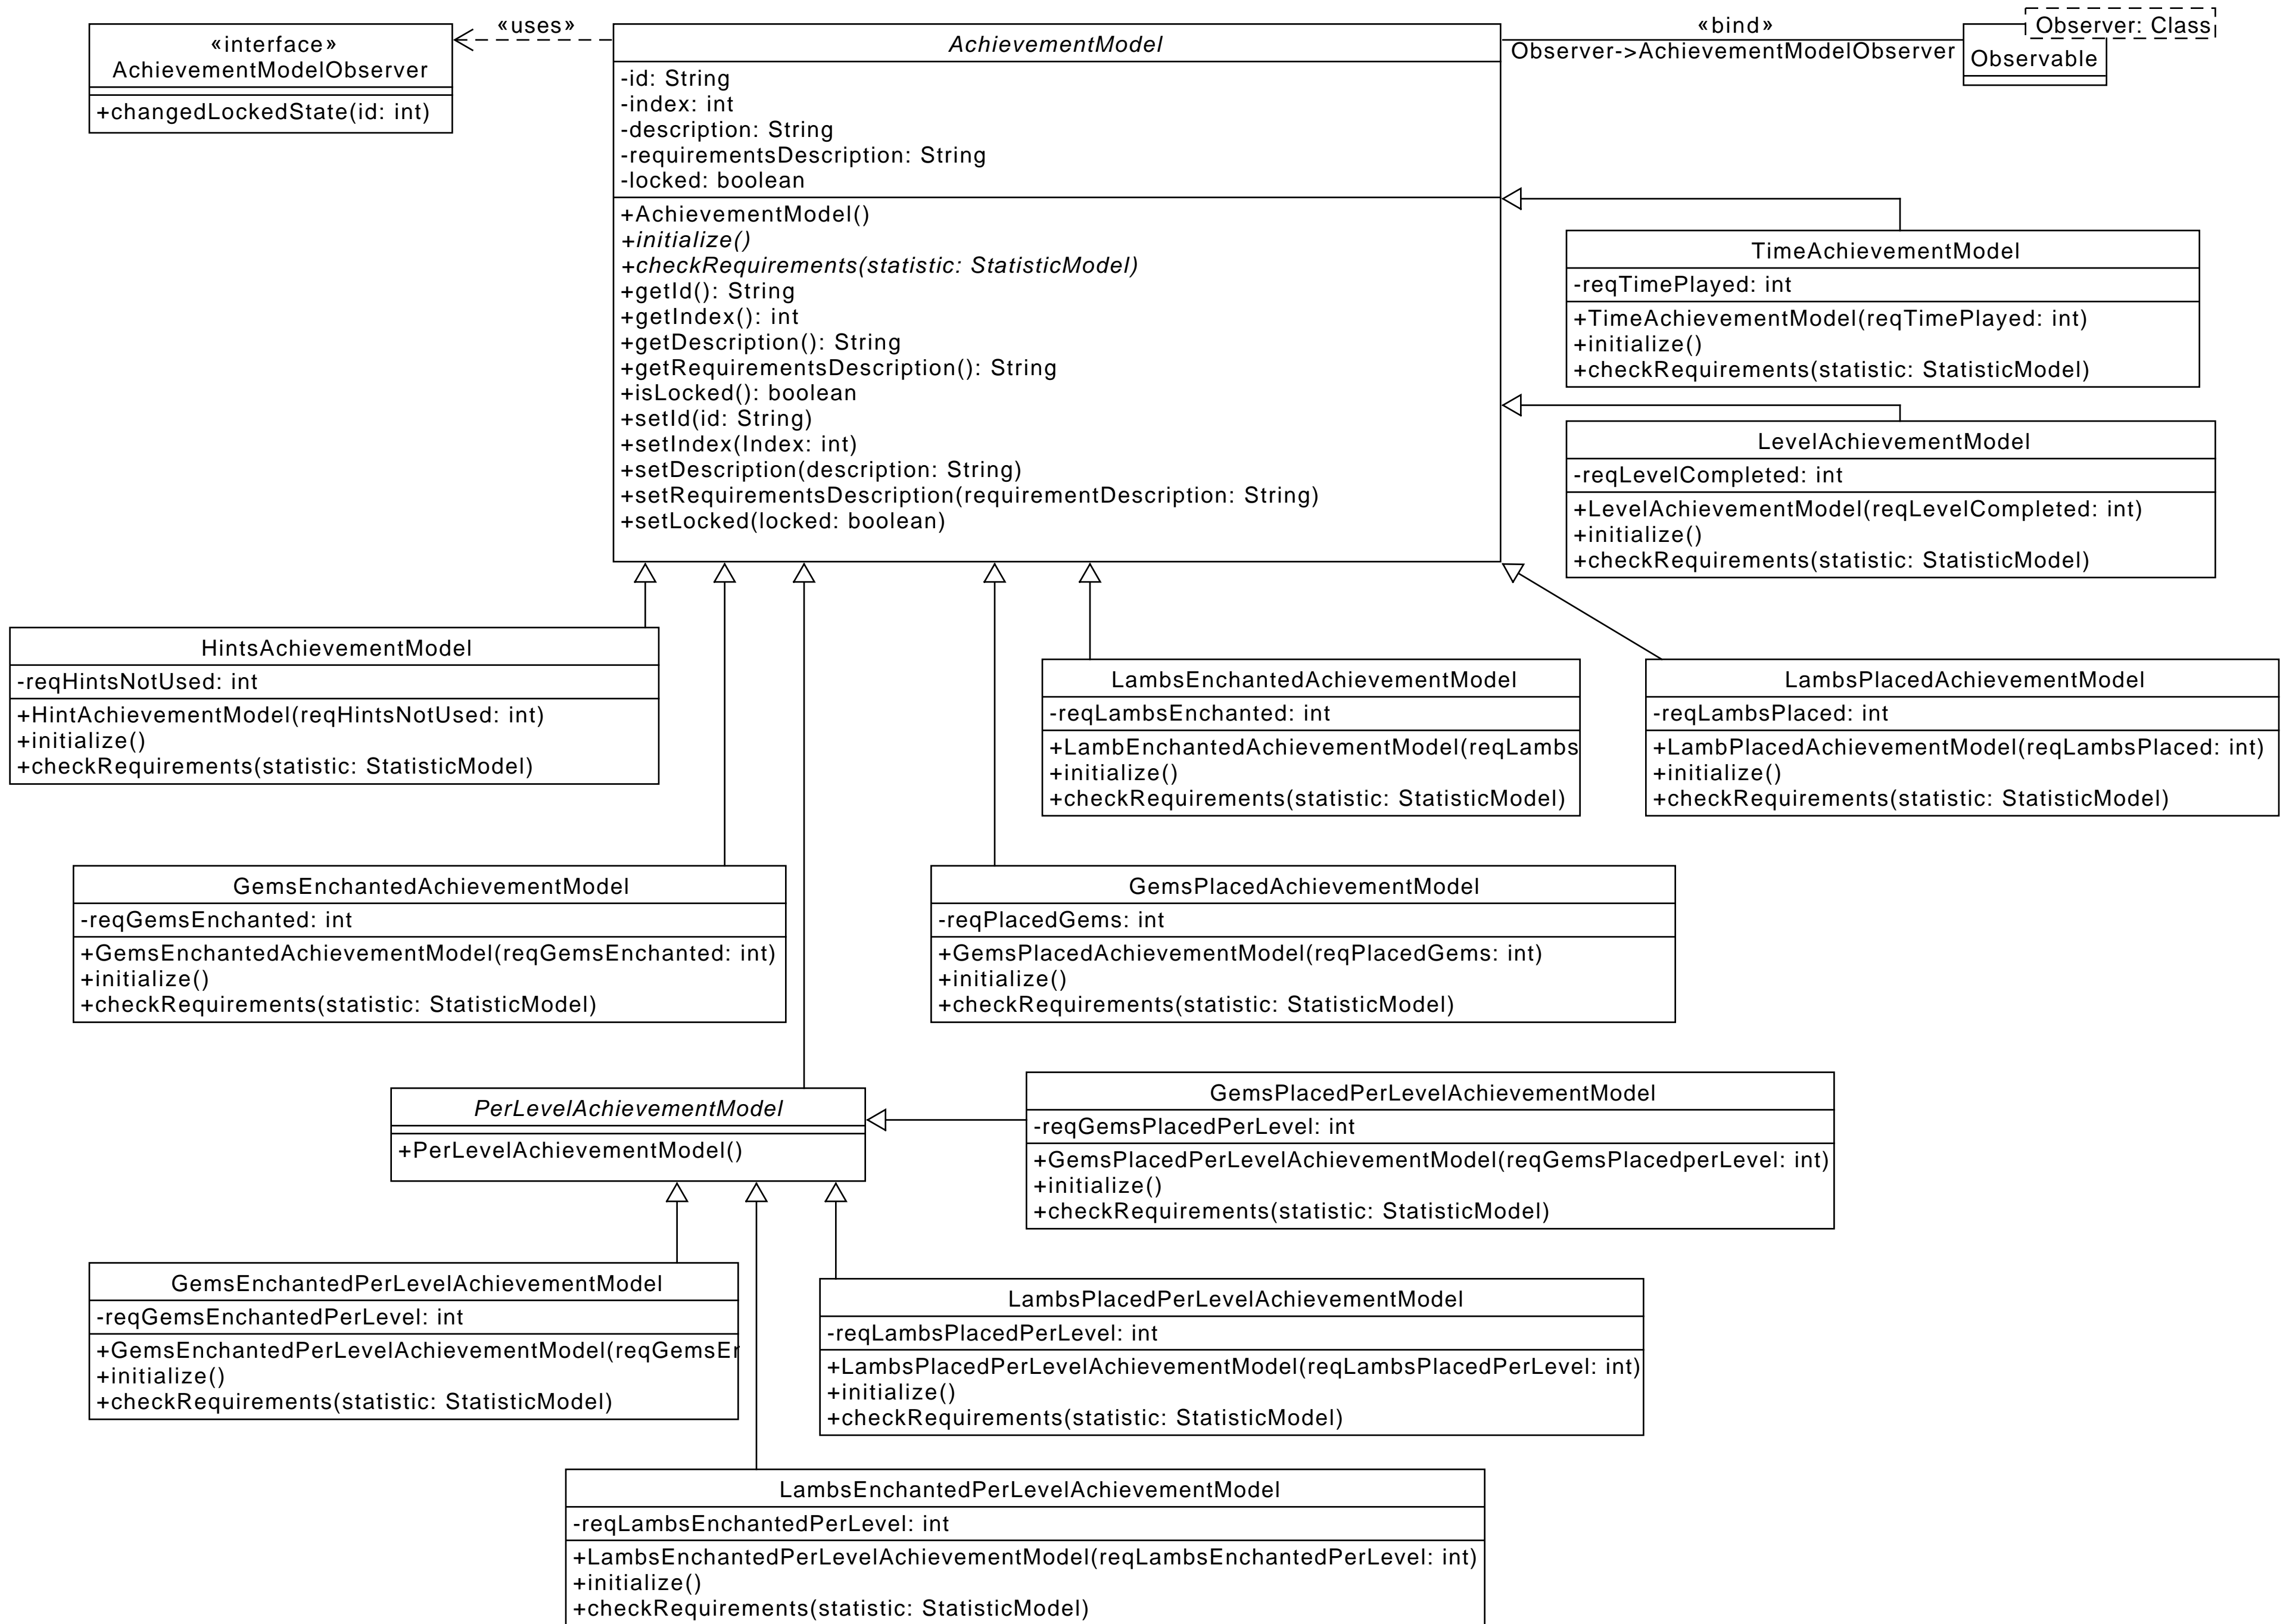 «interface»
AchievementModelObserver
+changedLockedState(id: int)
«uses»
AchievementModel
-id: String
-index: int
-description: String
-requirementsDescription: String
-locked: boolean
+AchievementModel()
+initialize()
+checkRequirements(statistic: StatisticModel)
+getId(): String
+getIndex(): int
+getDescription(): String
+getRequirementsDescription(): String
+isLocked(): boolean
+setId(id: String)
+setIndex(Index: int)
+setDescription(description: String)
+setRequirementsDescription(requirementDescription: String)
+setLocked(locked: boolean)
«bind»
Observer->AchievementModelObserver
Observer: Class
Observable
TimeAchievementModel
-reqTimePlayed: int
+TimeAchievementModel(reqTimePlayed: int)
+initialize()
+checkRequirements(statistic: StatisticModel)
LevelAchievementModel
-reqLevelCompleted: int
+LevelAchievementModel(reqLevelCompleted: int)
+initialize()
+checkRequirements(statistic: StatisticModel)
HintsAchievementModel
-reqHintsNotUsed: int
+HintAchievementModel(reqHintsNotUsed: int)
+initialize()
+checkRequirements(statistic: StatisticModel)
LambsEnchantedAchievementModel
-reqLambsEnchanted: int
+LambEnchantedAchievementModel(reqLambs
+initialize()
+checkRequirements(statistic: StatisticModel)
LambsPlacedAchievementModel
-reqLambsPlaced: int
+LambPlacedAchievementModel(reqLambsPlaced: int)
+initialize()
+checkRequirements(statistic: StatisticModel)
GemsEnchantedAchievementModel
-reqGemsEnchanted: int
+GemsEnchantedAchievementModel(reqGemsEnchanted: int)
+initialize()
+checkRequirements(statistic: StatisticModel)
GemsPlacedAchievementModel
-reqPlacedGems: int
+GemsPlacedAchievementModel(reqPlacedGems: int)
+initialize()
+checkRequirements(statistic: StatisticModel)
PerLevelAchievementModel
+PerLevelAchievementModel()
GemsPlacedPerLevelAchievementModel
-reqGemsPlacedPerLevel: int
+GemsPlacedPerLevelAchievementModel(reqGemsPlacedperLevel: int)
+initialize()
+checkRequirements(statistic: StatisticModel)
GemsEnchantedPerLevelAchievementModel
-reqGemsEnchantedPerLevel: int
+GemsEnchantedPerLevelAchievementModel(reqGemsEn
+initialize()
+checkRequirements(statistic: StatisticModel)
LambsPlacedPerLevelAchievementModel
-reqLambsPlacedPerLevel: int
+LambsPlacedPerLevelAchievementModel(reqLambsPlacedPerLevel: int)
+initialize()
+checkRequirements(statistic: StatisticModel)
LambsEnchantedPerLevelAchievementModel
-reqLambsEnchantedPerLevel: int
+LambsEnchantedPerLevelAchievementModel(reqLambsEnchantedPerLevel: int)
+initialize()
+checkRequirements(statistic: StatisticModel)